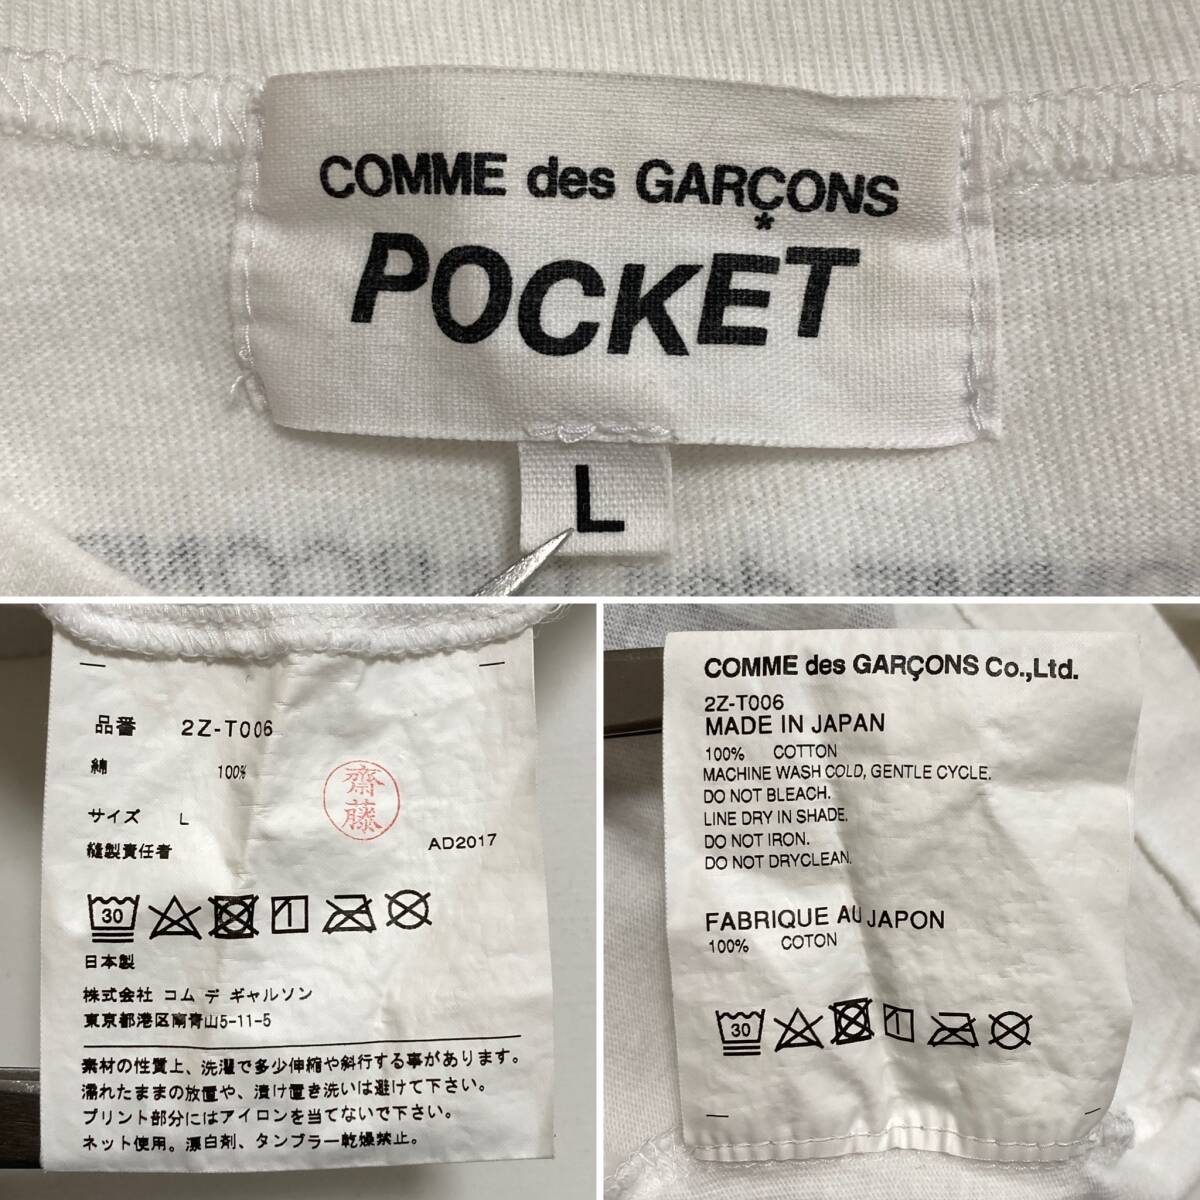 COMME des GARÇONS
*
POCKET
L
品番 2Z-T006
綿 100%
サイズ L
縫製責任者
齋藤
AD2017
30
日本製
株式会社 コム デ ギャルソン
東京都港区南青山5-11-5
素材の性質上、洗濯で多少伸縮や斜行する事があります。
濡れたままの放置や、漬け置き洗いは避けて下さい。
プリント部分にはアイロンを当てないで下さい。
ネット使用。漂白剤、タンブラー乾燥禁止。
COMME des GARÇONS Co.,Ltd.
2Z-T006
MADE IN JAPAN
100% COTTON
MACHINE WASH COLD, GENTLE CYCLE.
DO NOT BLEACH.
LINE DRY IN SHADE.
DO NOT IRON.
DO NOT DRYCLEAN.
FABRIQUE AU JAPON
100% COTON
30